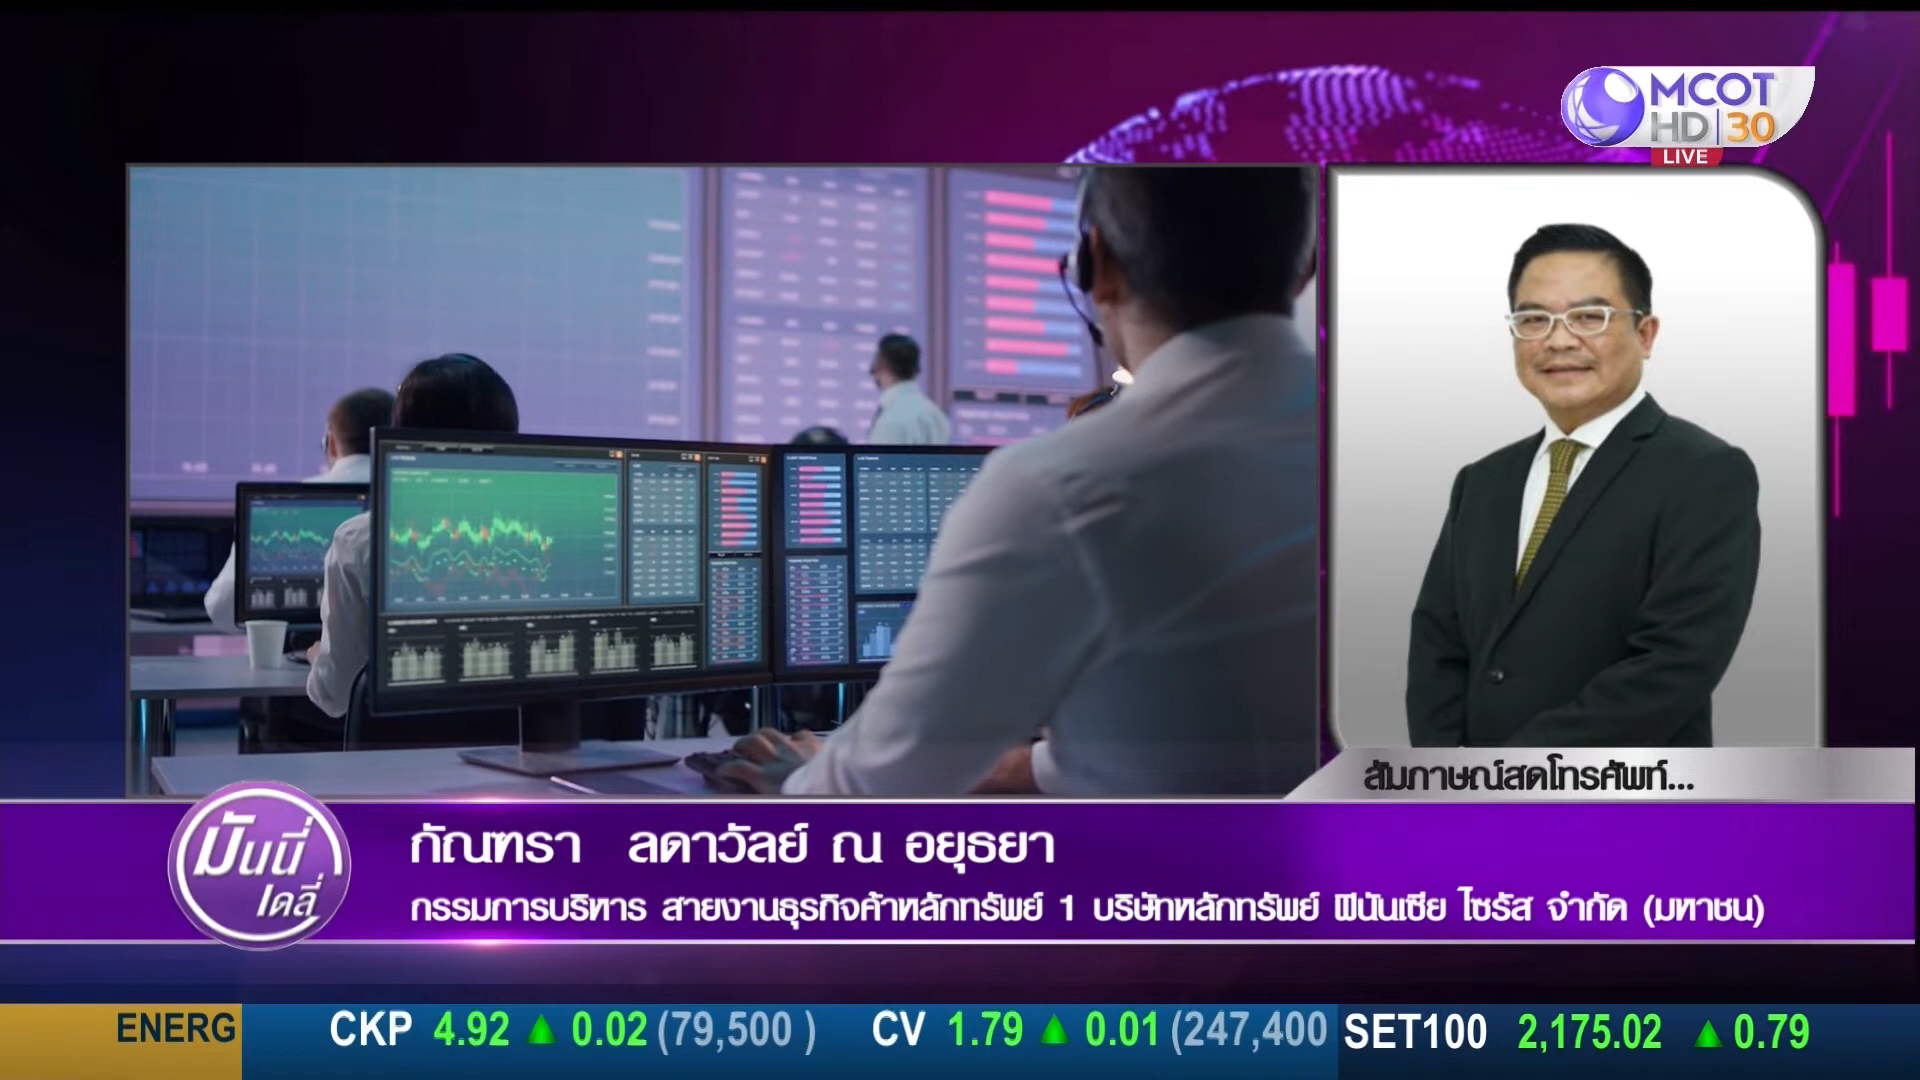 MCOT
HD 30
LIVE
สัมภาษณ์สดโทรศัพท์...
มันนี่
เดลี่
กัณฑรา ลดาวัลย์ ณ อยุธยา
กรรมการบริหาร สายงานธุรกิจค้าหลักทรัพย์ 1 บริษัทหลักทรัพย์ ฟินันเซีย ไซรัส จำกัด (มหาชน)
ENERG CKP 4.92 ▲ 0.02 (79,500 ) CV 1.79 ▲ 0.01 (247,400 SET100 2,175.02 ▲ 0.79